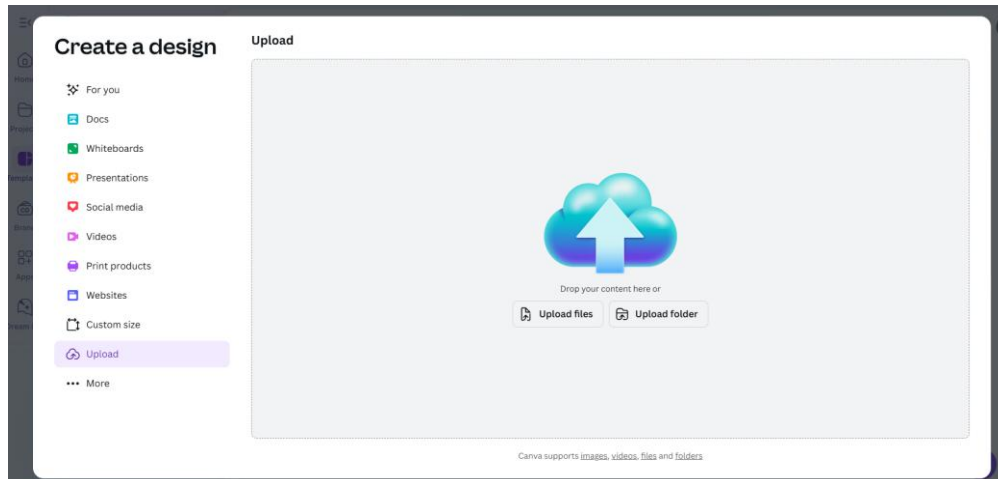 Create a design
For you
Docs
Whiteboards
Presentations
Social media
Videos
Print products
Websites
Custom size
Upload
More
Upload
Drop your content here or
Upload files
Upload folder
Canva supports images, videos, files and folders